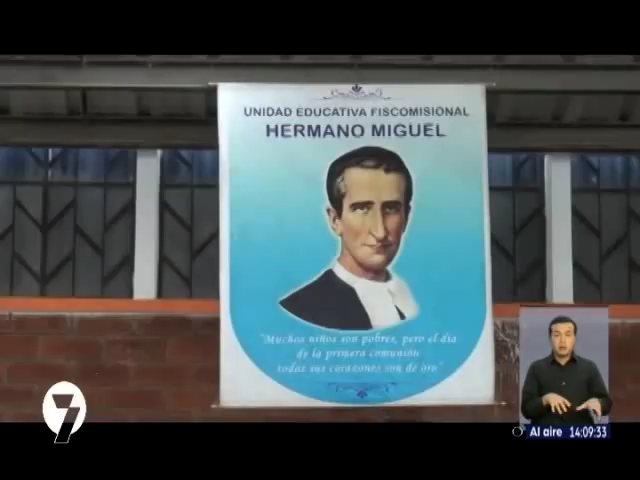 UNIDAD EDUCATIVA FISCOMISIONAL
HERMANO MIGUEL
"Muchos niños son pobres, pero el día
de la primera comunión
todas sus corazones son de oro"
7
Al aire 14:09:33